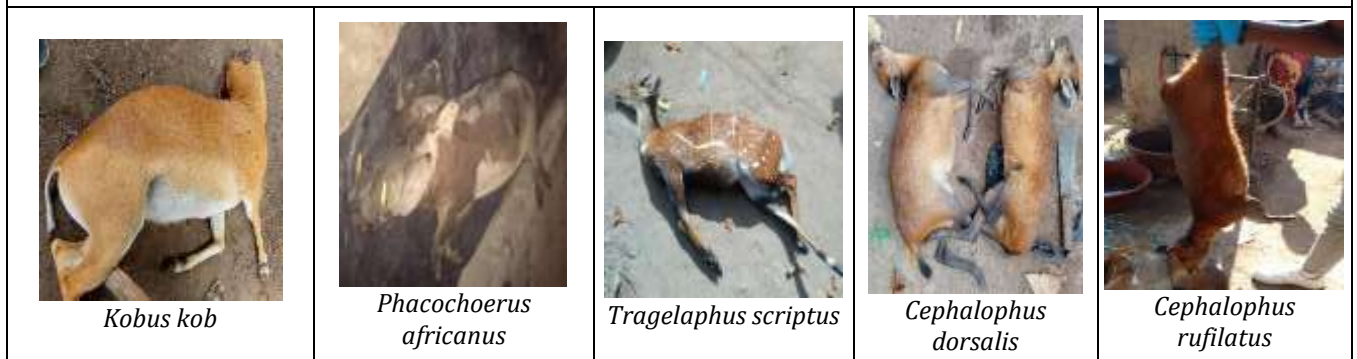 Kobus kob
Phacochoerus
africanus
Tragelaphus scriptus
Cephalophus
dorsalis
Cephalophus
rufilatus